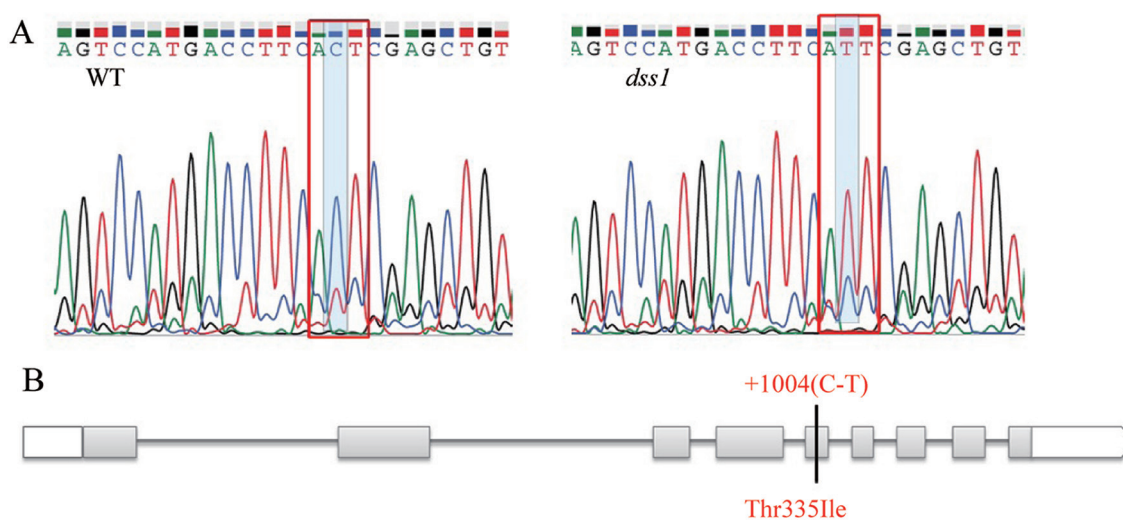 A
AGTCCATGACCTTCACTCGAGCTGT
WT
AGTCCATGACCTTCATTCGAGCTGT
dss1
B
+1004(C-T)
Thr335Ile